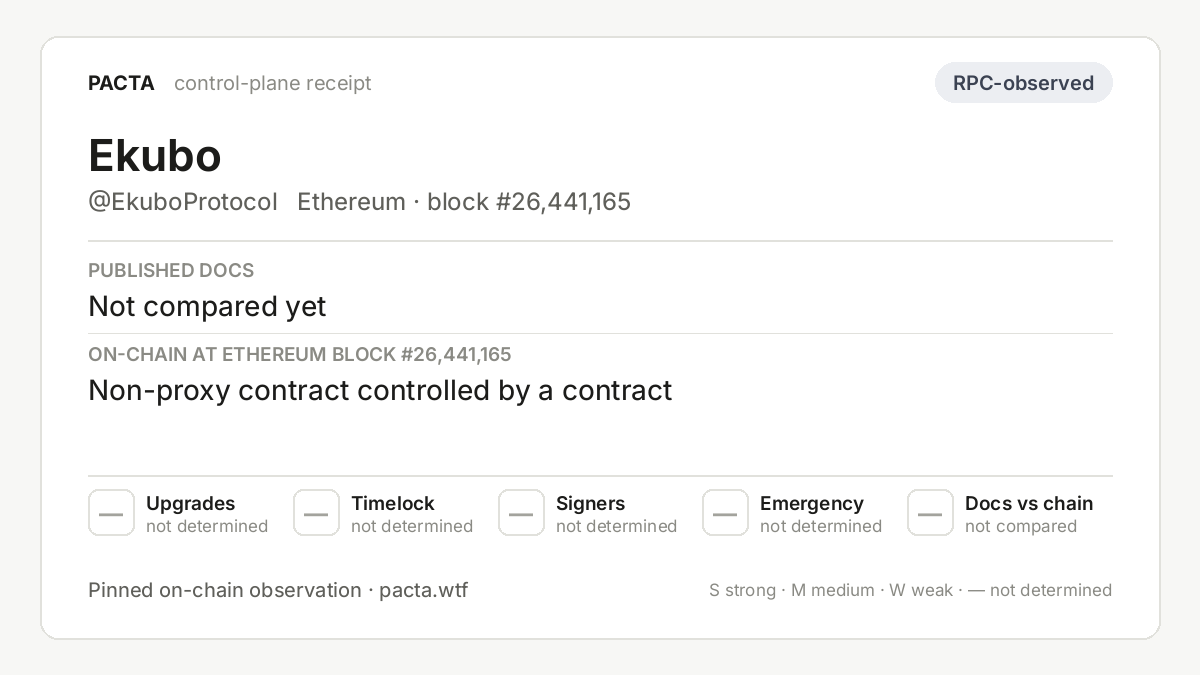 PACTA control-plane receipt RPC-observed
Ekubo
@EkuboProtocol Ethereum · block #26,441,165
PUBLISHED DOCS
Not compared yet
ON-CHAIN AT ETHEREUM BLOCK #26,441,165
Non-proxy contract controlled by a contract
— Upgrades — Timelock — Signers — Emergency — Docs vs chain
not determined not determined not determined not determined not compared
Pinned on-chain observation · pacta.wtf S strong · M medium · W weak · — not determined